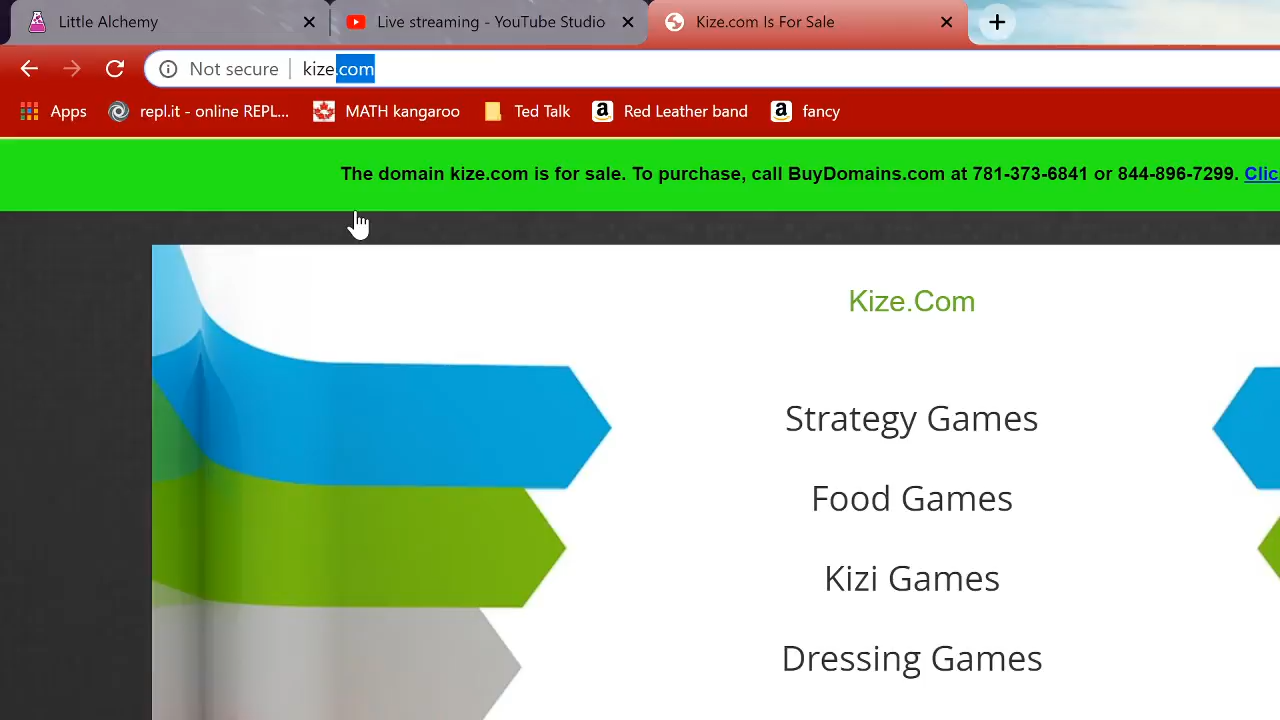 Little Alchemy
Live streaming - YouTube Studio
Kize.com Is For Sale
Not secure
kize.com
Apps
repl.it - online REPL...
MATH kangaroo
Ted Talk
Red Leather band
fancy
The domain kize.com is for sale. To purchase, call BuyDomains.com at 781-373-6841 or 844-896-7299. Clic
Kize.Com
Strategy Games
Food Games
Kizi Games
Dressing Games